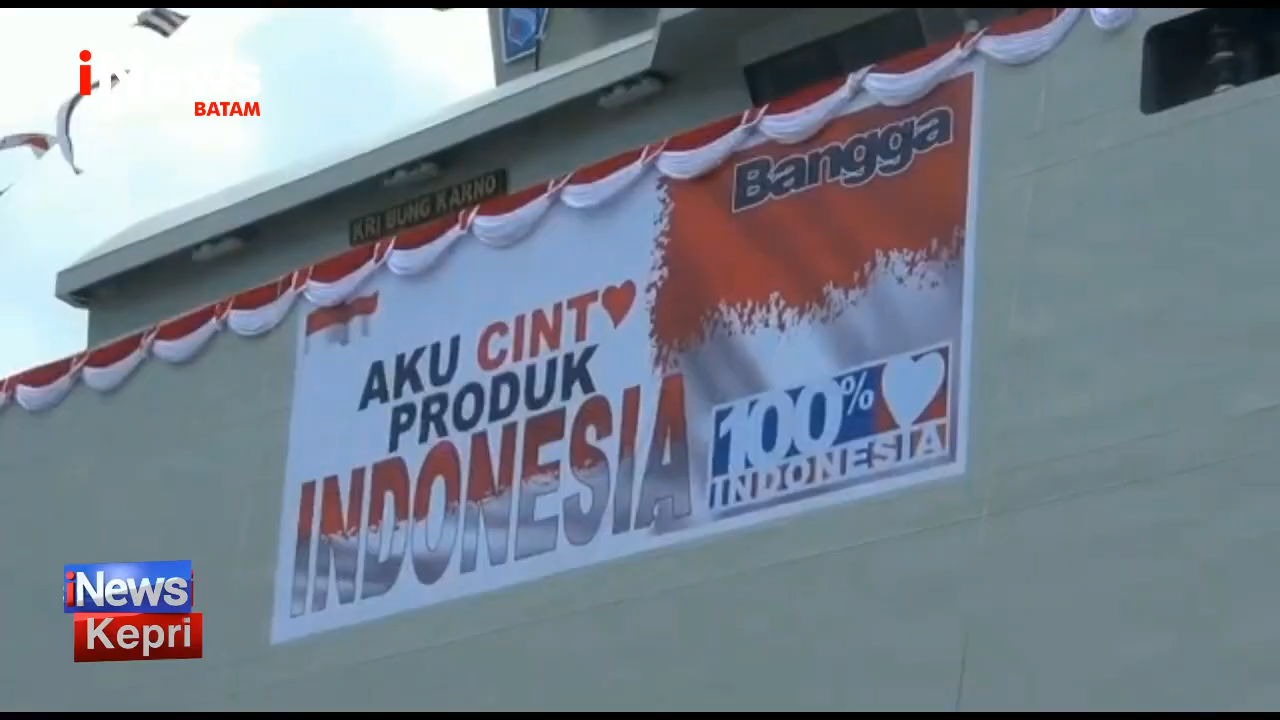 iNews
BATAM
KRI BUNG KARNO
Bangga
AKU CINT
PRODUK
INDONESIA
100%
INDONESIA
iNews
Kepri